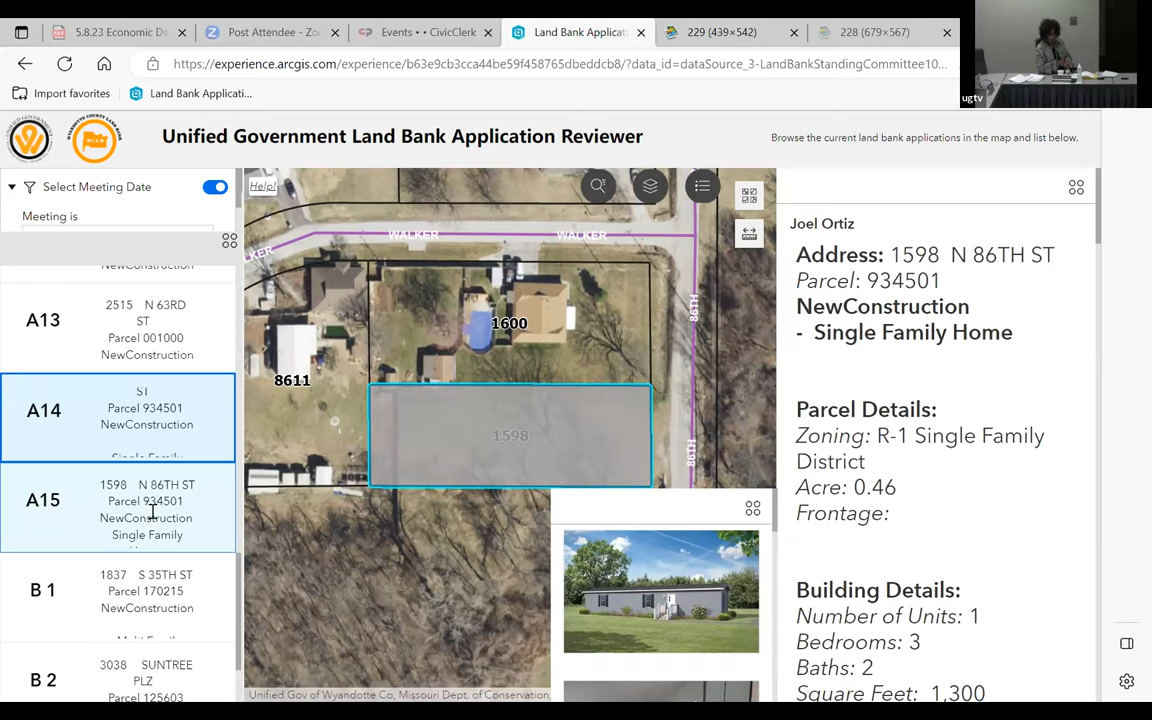 5.8.23 Economic D
Post Attendee - Zo
Events • • CivicClerk
Land Bank Applicat
229 (439×542)
228 (679×567)
https://experience.arcgis.com/experience/b63e9cb3cca44be59f458765dbeddcb8/?data_id=dataSource_3-LandBankStandingCommittee10...
Import favorites
Land Bank Applicati...
ugtv
Unified Government Land Bank Application Reviewer
Browse the current land bank applications in the map and list below.
Select Meeting Date
Meeting is
NewConstruction
A13
2515 N 63RD
ST
Parcel 001000
NewConstruction
A14
ST
Parcel 934501
NewConstruction
Single Family
A15
1598 N 86TH ST
Parcel 934501
NewConstruction
Single Family
B 1
1837 S 35TH ST
Parcel 170215
NewConstruction
B 2
3038 SUNTREE
PLZ
Parcel 125603
Help!
WALKER
WALKER
LKER
86TH
86TH
1600
8611
1598
Unified Gov of Wyandotte Co, Missouri Dept. of Conservation,
Joel Ortiz
Address: 1598 N 86TH ST
Parcel: 934501
NewConstruction
- Single Family Home
Parcel Details:
Zoning: R-1 Single Family
District
Acre: 0.46
Frontage:
Building Details:
Number of Units: 1
Bedrooms: 3
Baths: 2
Square Feet: 1,300